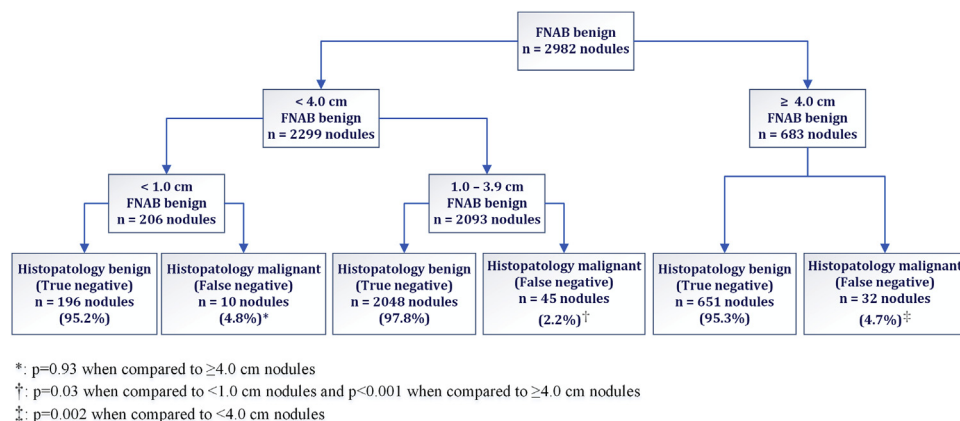 FNAB benign
n = 2982 nodules
< 4.0 cm
FNAB benign
n = 2299 nodules
≥ 4.0 cm
FNAB benign
n = 683 nodules
< 1.0 cm
FNAB benign
n = 206 nodules
1.0 – 3.9 cm
FNAB benign
n = 2093 nodules
Histopatology benign
(True negative)
n = 196 nodules
(95.2%)
Histopatology malignant
(False negative)
n = 10 nodules
(4.8%)*
Histopatology benign
(True negative)
n = 2048 nodules
(97.8%)
Histopatology malignant
(False negative)
n = 45 nodules
(2.2%)†
Histopatology benign
(True negative)
n = 651 nodules
(95.3%)
Histopatology malignant
(False negative)
n = 32 nodules
(4.7%)‡
*: p=0.93 when compared to ≥4.0 cm nodules
†: p=0.03 when compared to <1.0 cm nodules and p<0.001 when compared to ≥4.0 cm nodules
‡: p=0.002 when compared to <4.0 cm nodules